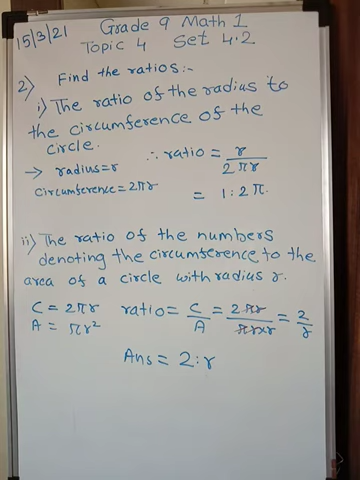 15/3/21 Grade 9 Math 1
Topic 4 Set 4.2
2) Find the ratios:-
i) The ratio of the radius to
the circumference of the
circle.
→ radius=r
circumference=2πr
∴ ratio = r/2πr
= 1:2π.
ii) The ratio of the numbers
denoting the circumference to the
area of a circle with radius r.
C = 2πr
A = πr²
ratio = C/A = 2πr/πr×r = 2/r
Ans = 2:r